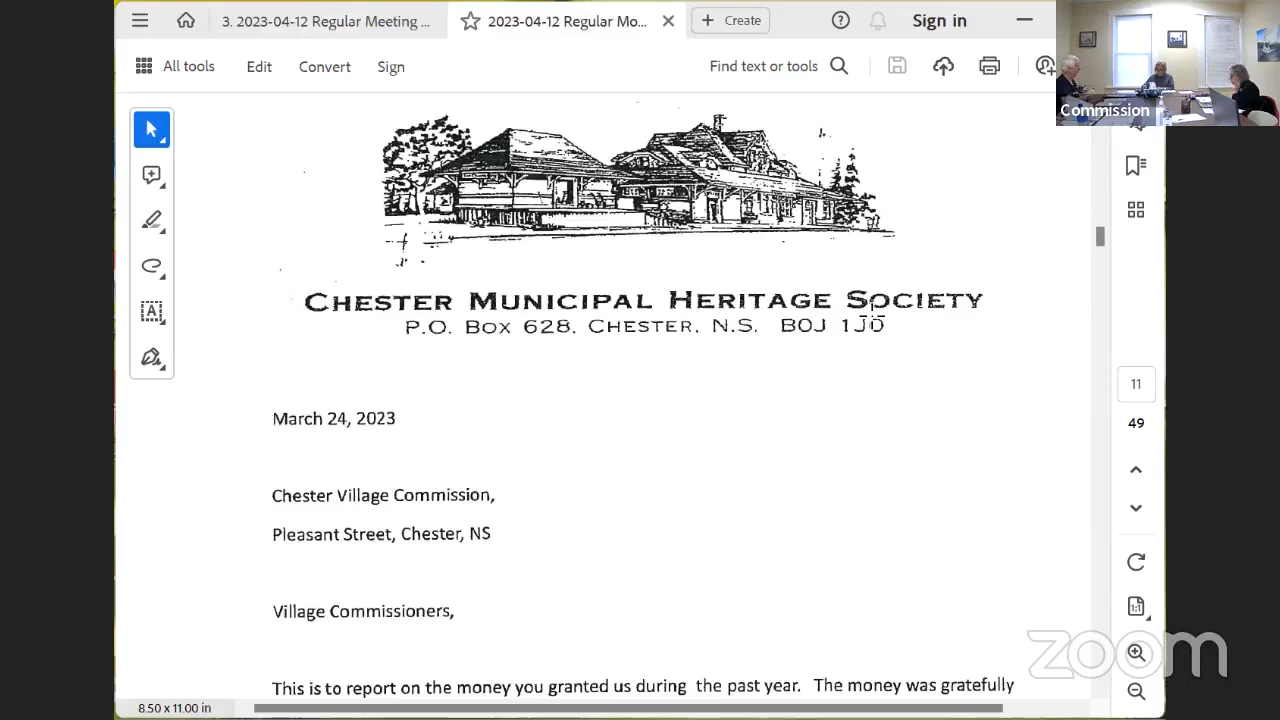 3. 2023-04-12 Regular Meeting ...
2023-04-12 Regular Mo...
Create
Sign in
All tools
Edit
Convert
Sign
Find text or tools
Commission
CHESTER MUNICIPAL HERITAGE SOCIETY
P.O. BOX 628, CHESTER, N.S. B0J 1J0
March 24, 2023
11
49
Chester Village Commission,
Pleasant Street, Chester, NS
Village Commissioners,
1:1
zoom
This is to report on the money you granted us during the past year. The money was gratefully
8.50 x 11.00 in